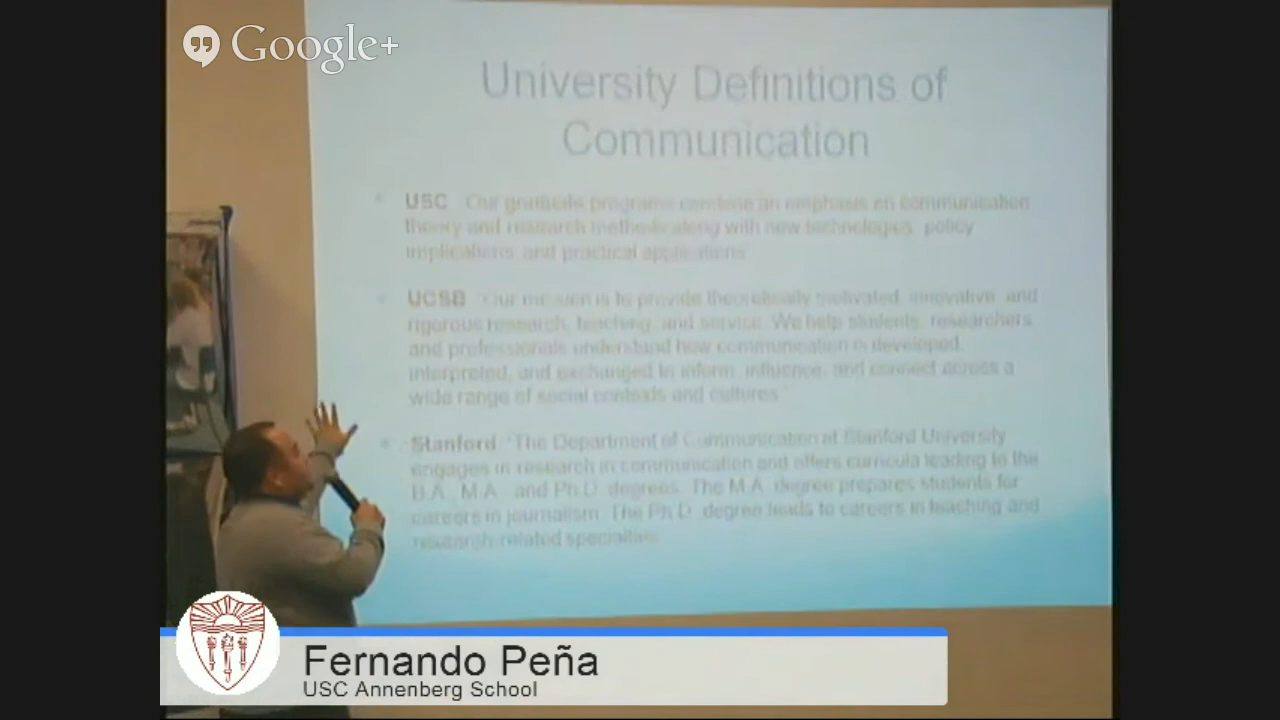 Google+
University Definitions of
Communication
USC "Our graduate programs combine an emphasis on communication
theory and research methods along with new technologies, policy
implications, and practical applications."
UCSB "Our mission is to provide theoretically motivated, innovative, and
rigorous research, teaching, and service. We help students, researchers,
and professionals understand how communication is developed,
interpreted, and exchanged to inform, influence, and connect across a
wide range of social contexts and cultures."
Stanford "The Department of Communication at Stanford University
engages in research in communication and offers curricula leading to the
B.A., M.A., and Ph.D. degrees. The M.A. degree prepares students for
careers in journalism. The Ph.D. degree leads to careers in teaching and
research-related specialties.
Fernando Peña
USC Annenberg School